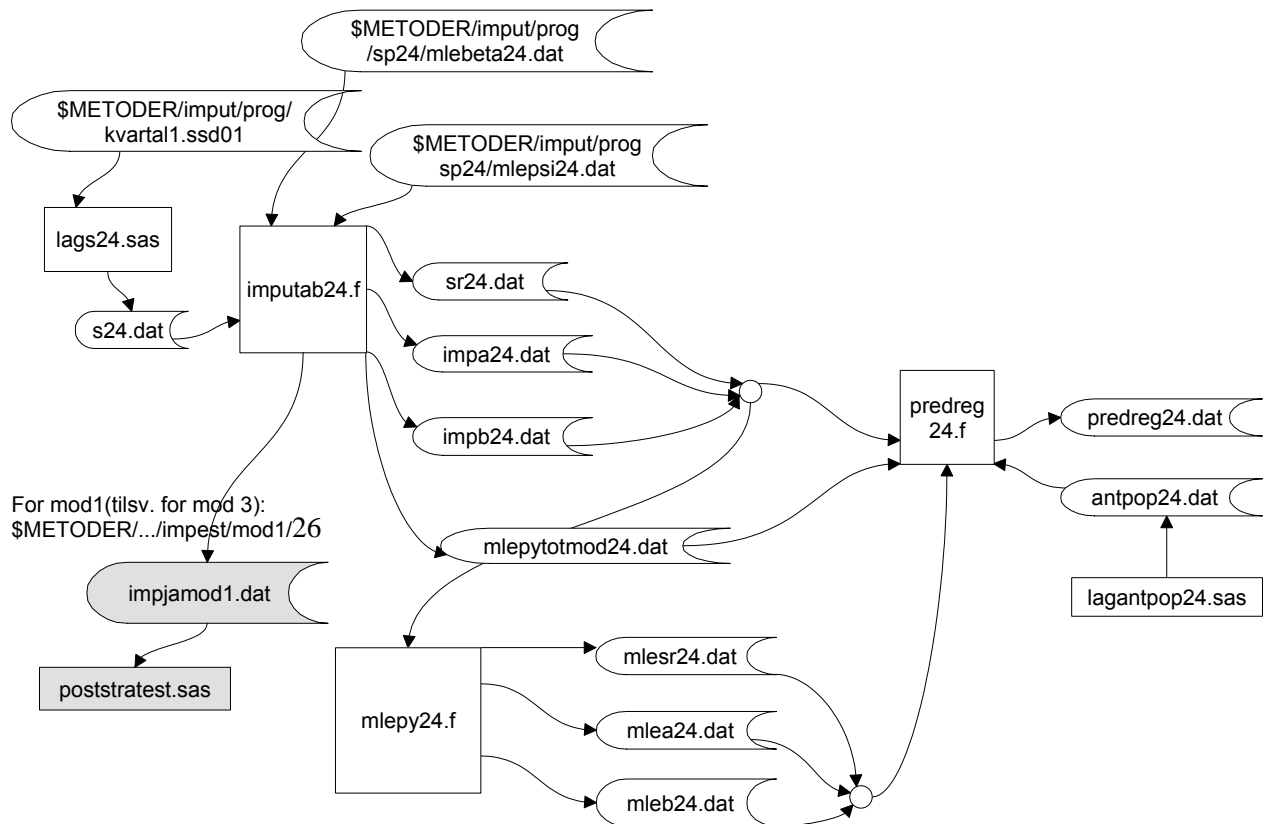 $METODER/imput/prog
/sp24/mlebeta24.dat
$METODER/imput/prog/
kvartal1.ssd01
$METODER/imput/prog
sp24/mlepsi24.dat
lags24.sas
imputab24.f
sr24.dat
s24.dat
impa24.dat
impb24.dat
predreg
24.f
predreg24.dat
antpop24.dat
For mod1(tilsv. for mod 3):
$METODER/.../impest/mod1/26
mlepytotmod24.dat
impjamod1.dat
lagantpop24.sas
poststratest.sas
mlepy24.f
mlesr24.dat
mlea24.dat
mleb24.dat